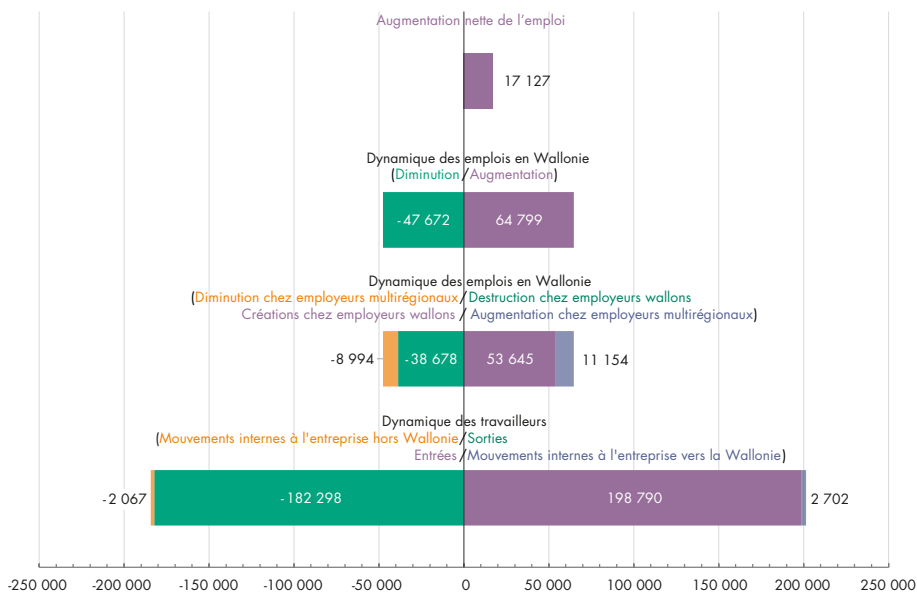 Augmentation nette de l'emploi
17 127
Dynamique des emplois en Wallonie
(Diminution/Augmentation)
-47 672
64 799
Dynamique des emplois en Wallonie
(Diminution chez employeurs multirégionaux/Destruction chez employeurs wallons
Créations chez employeurs wallons / Augmentation chez employeurs multirégionaux)
-8 994
-38 678
53 645
11 154
Dynamique des travailleurs
(Mouvements internes à l'entreprise hors Wallonie/Sorties
Entrées /Mouvements internes à l'entreprise vers la Wallonie)
-2 067
-182 298
198 790
2 702
-250 000 -200 000 -150 000 -100 000 -50 000 0 50 000 100 000 150 000 200 000 250 000